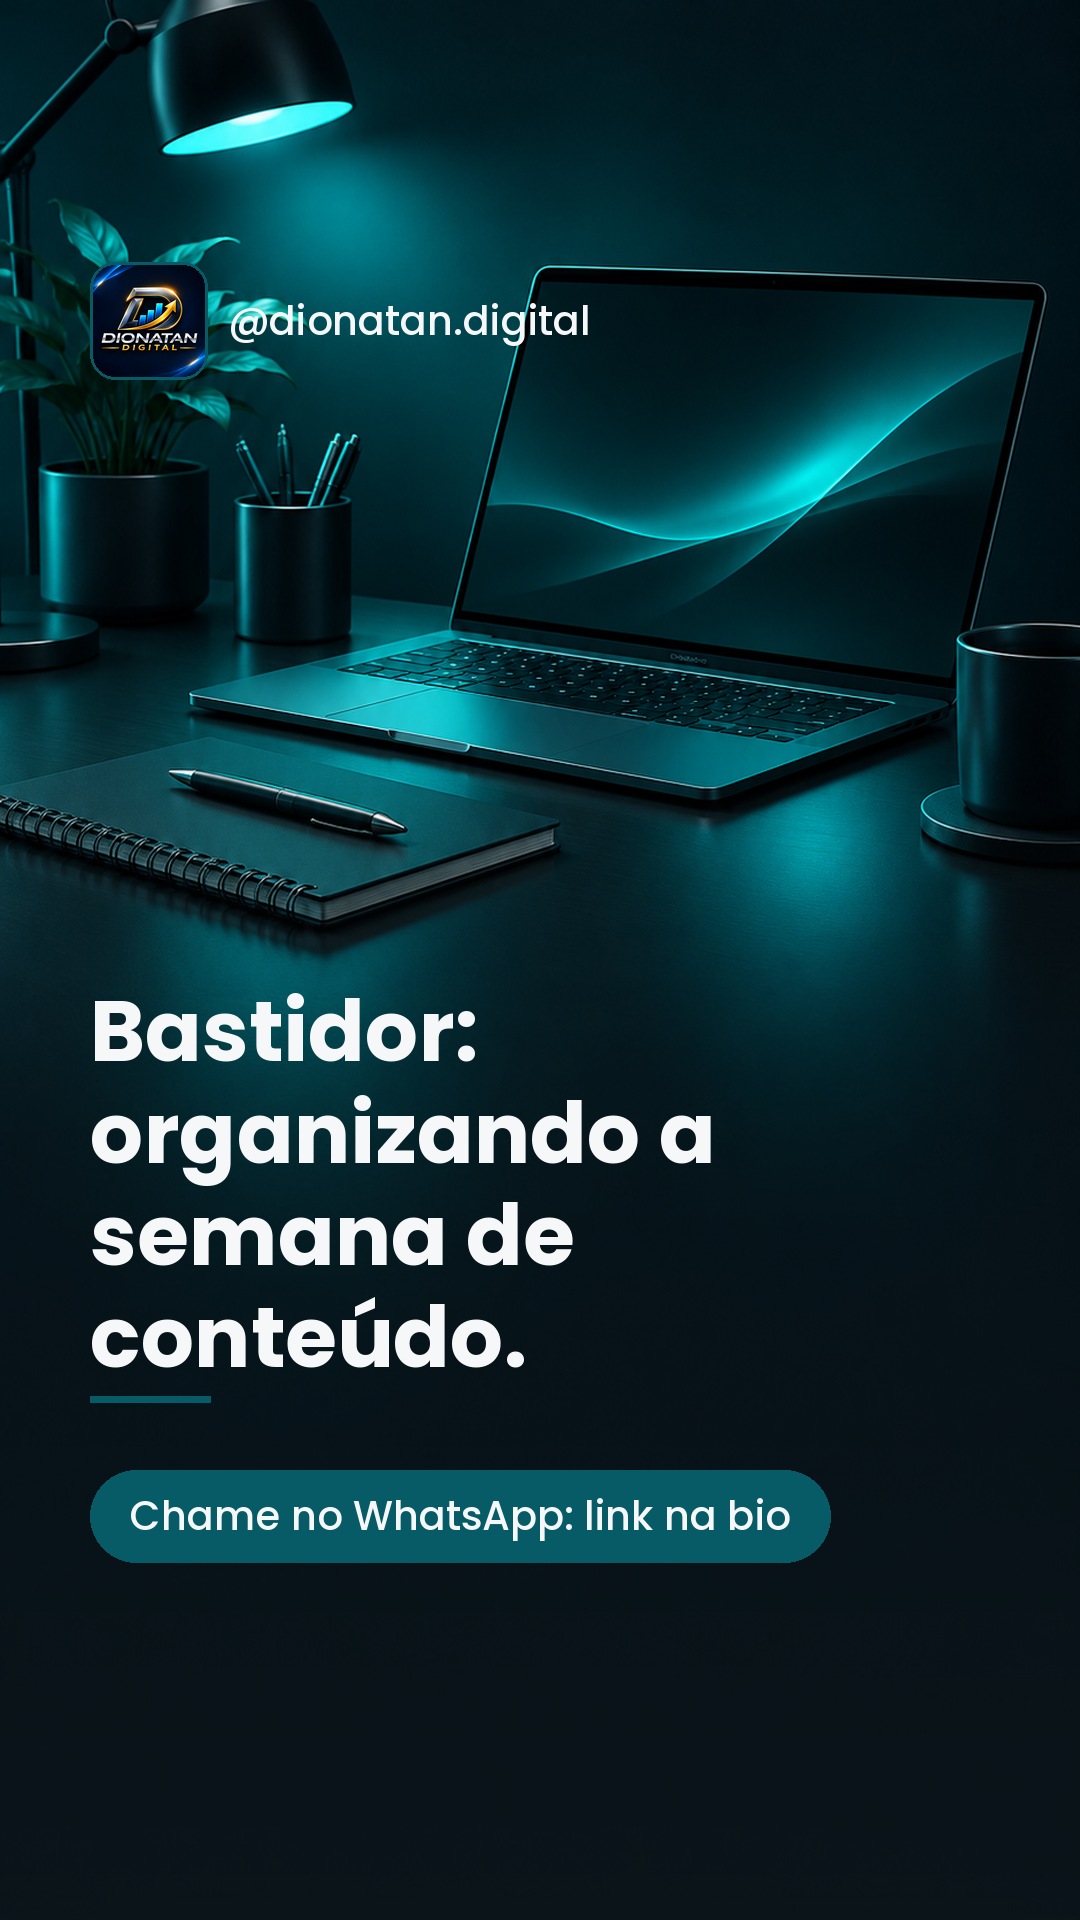 DIONATAN
DIGITAL
@dionatan.digital
Bastidor:
organizando a
semana de
conteúdo.
Chame no WhatsApp: link na bio